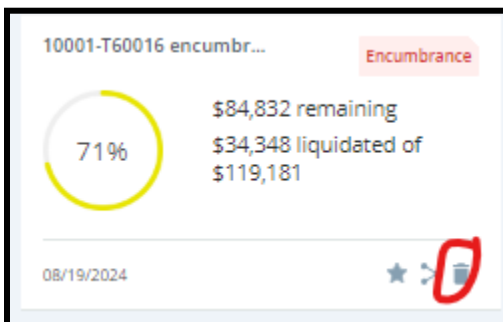 10001-T60016 encumbr...
Encumbrance
71%
$84,832 remaining
$34,348 liquidated of
$119,181
08/19/2024